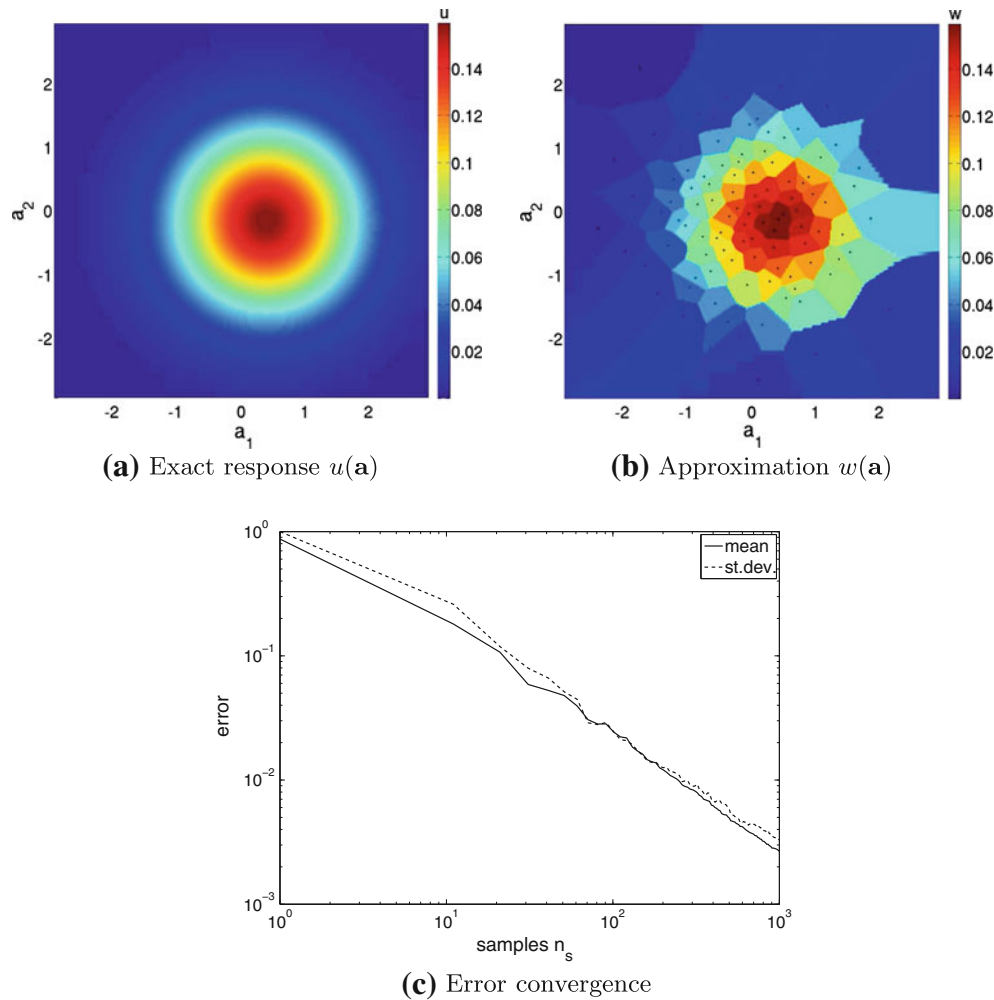 u
0.14
0.12
0.1
0.08
0.06
0.04
0.02
2
1
0
-1
-2
a2
-2 -1 0 1 2
a1
(a) Exact response u(a)
w
0.14
0.12
0.1
0.08
0.06
0.04
0.02
2
1
0
-1
-2
a2
-2 -1 0 1 2
a1
(b) Approximation w(a)
10^0
10^-1
10^-2
10^-3
error
mean
st.dev.
10^0 10^1 10^2 10^3
samples n_s
(c) Error convergence